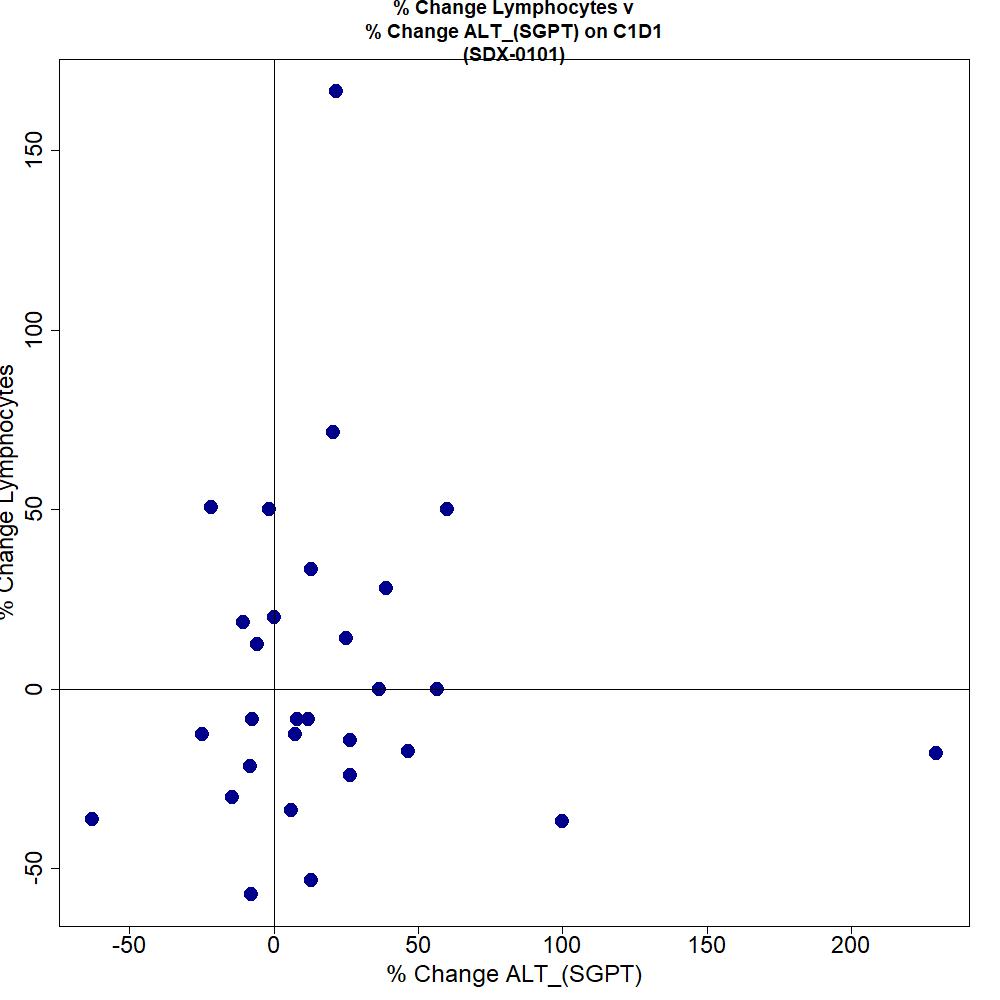 % Change Lymphocytes v
% Change ALT_(SGPT) on C1D1
(SDX-0101)
150
100
50
0
-50
% Change Lymphocytes
-50
0
50
100
150
200
% Change ALT_(SGPT)